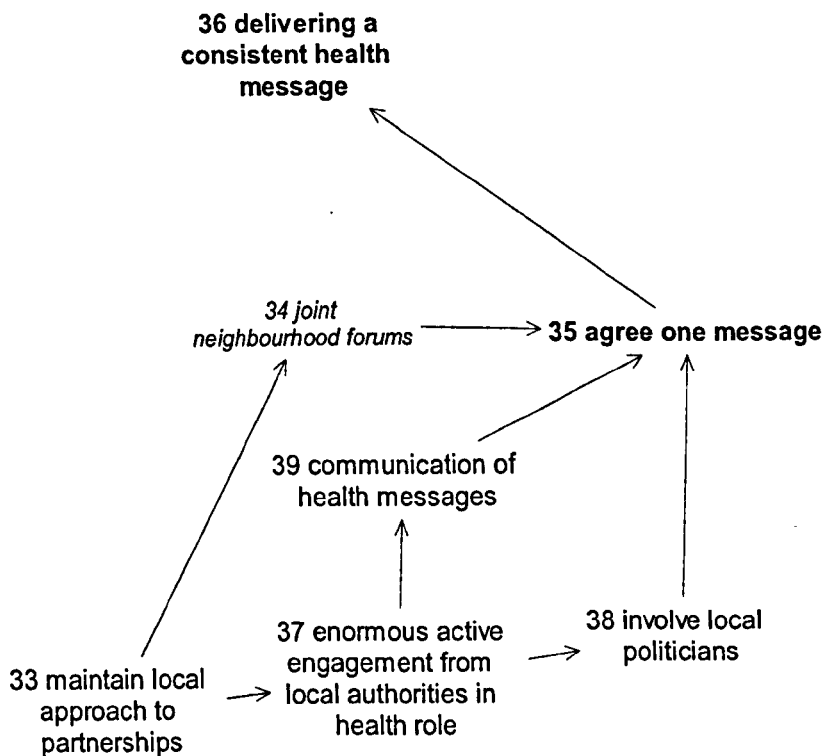 36 delivering a
consistent health
message
34 joint
neighbourhood forums
35 agree one message
39 communication of
health messages
37 enormous active
engagement from
local authorities in
health role
38 involve local
politicians
33 maintain local
approach to
partnerships